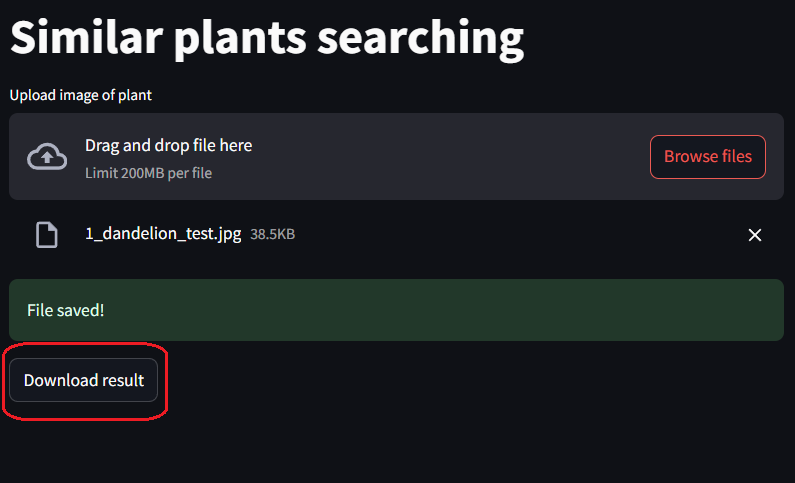 Similar plants searching
Upload image of plant
Drag and drop file here
Limit 200MB per file
Browse files
1_dandelion_test.jpg 38.5KB
File saved!
Download result